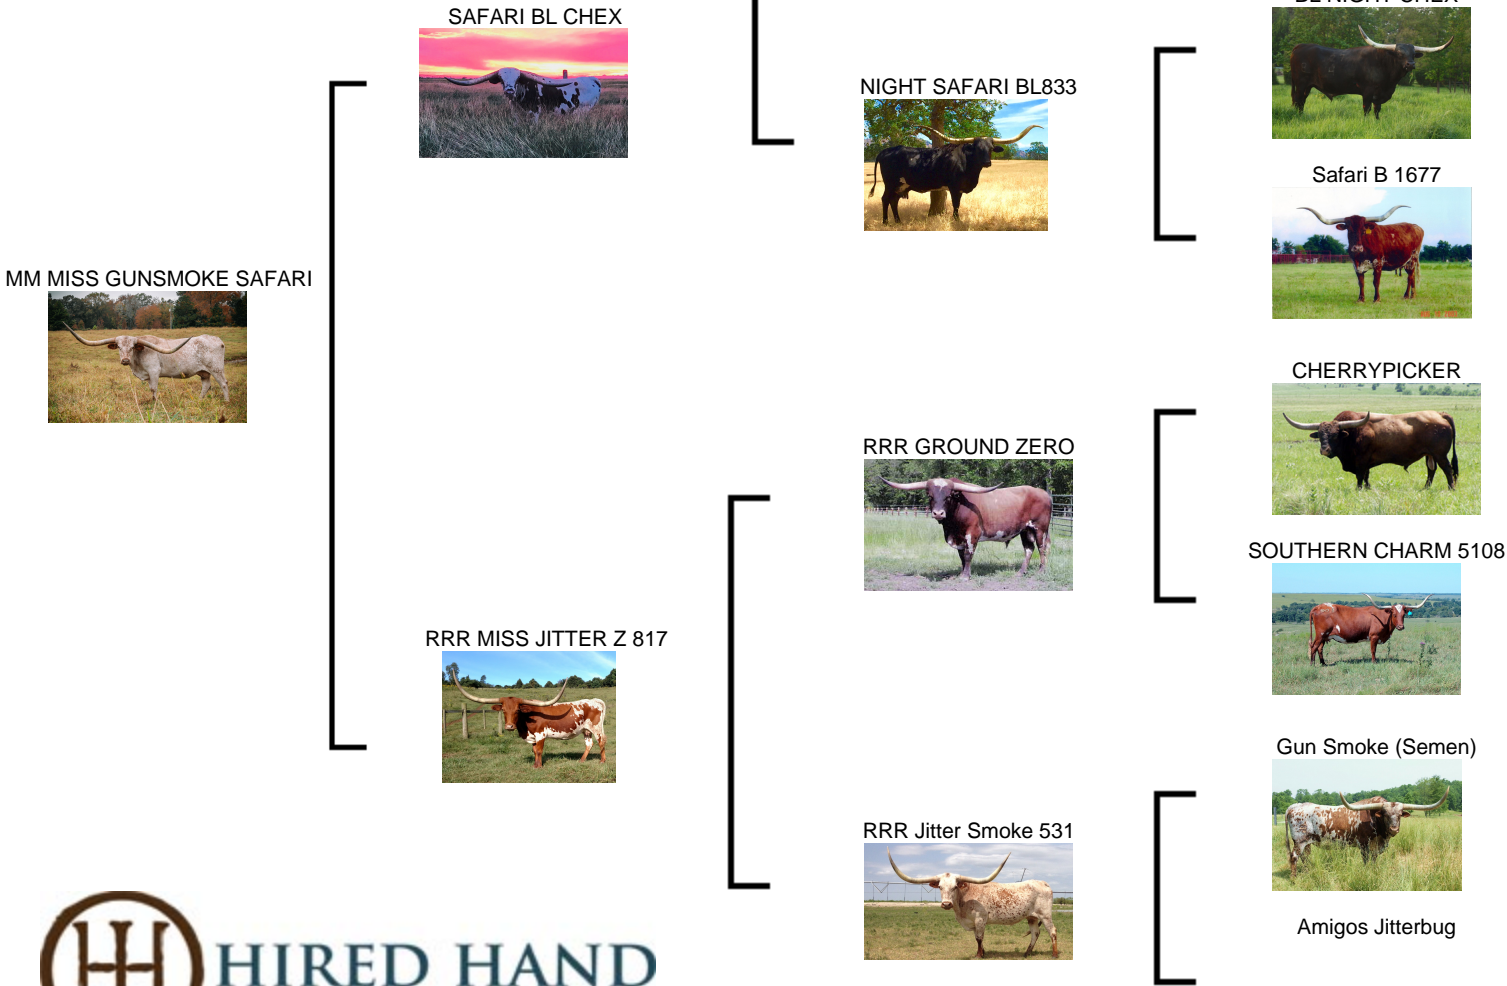 SAFARI BL CHEX
NIGHT SAFARI BL833
Safari B 1677
MM MISS GUNSMOKE SAFARI
CHERRYPICKER
RRR GROUND ZERO
SOUTHERN CHARM 5108
RRR MISS JITTER Z 817
Gun Smoke (Semen)
RRR Jitter Smoke 531
Amigos Jitterbug
HIRED HAND